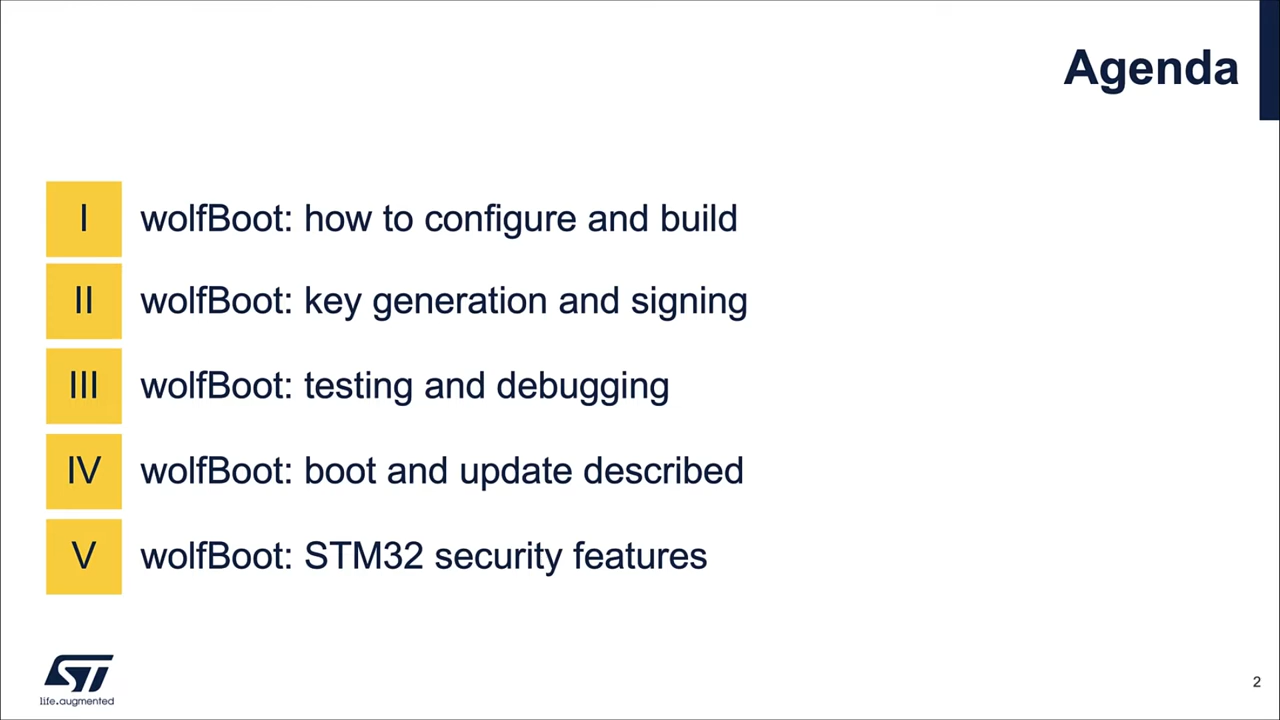 Agenda
I wolfBoot: how to configure and build
II wolfBoot: key generation and signing
III wolfBoot: testing and debugging
IV wolfBoot: boot and update described
V wolfBoot: STM32 security features
ST
life.augmented
2